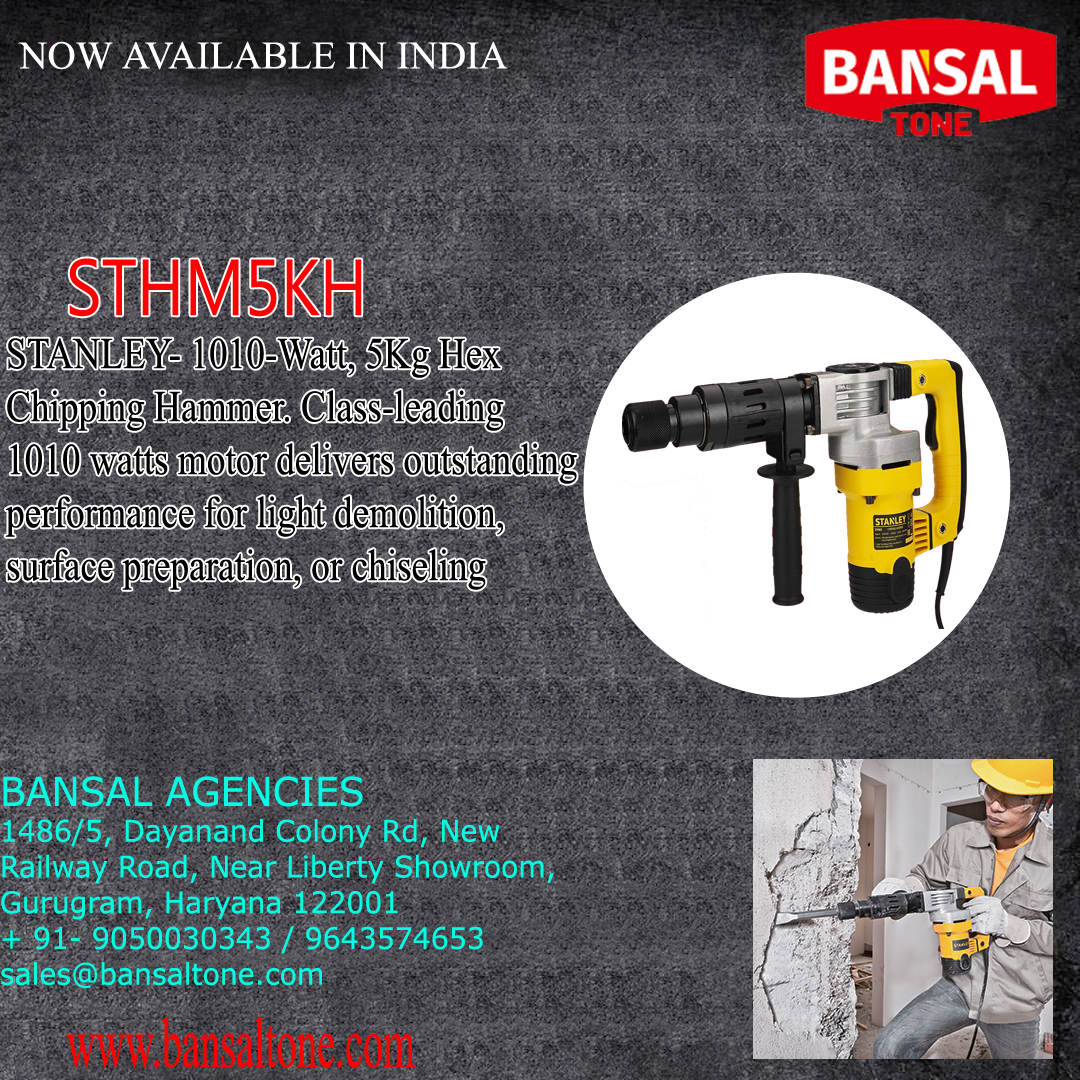 NOW AVAILABLE IN INDIA
BANSAL
TONE
STHM5KH
STANLEY- 1010-Watt, 5Kg Hex
Chipping Hammer. Class-leading
1010 watts motor delivers outstanding
performance for light demolition,
surface preparation, or chiseling
STANLEY
BANSAL AGENCIES
1486/5, Dayanand Colony Rd, New
Railway Road, Near Liberty Showroom,
Gurugram, Haryana 122001
+ 91- 9050030343 / 9643574653
sales@bansaltone.com
STANLEY
www.bansaltone.com